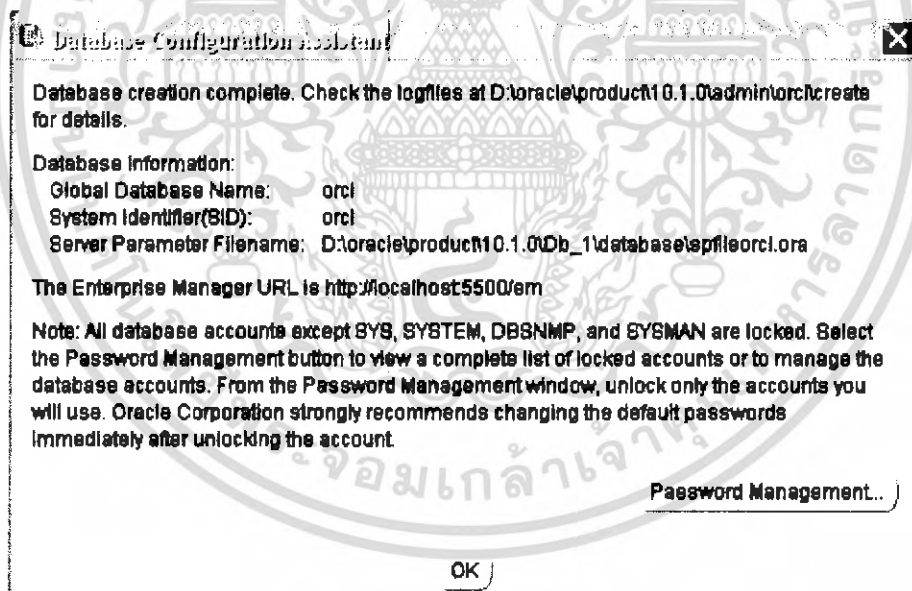 Database Configuration Assistant
Database creation complete. Check the logfiles at D:\oracle\product\10.1.0\admin\orcl\create
for details.
Database Information:
Global Database Name: orcl
System Identifier(SID): orcl
Server Parameter Filename: D:\oracle\product\10.1.0\Db_1\database\spfileorcl.ora
The Enterprise Manager URL is http://localhost:5500/em
Note: All database accounts except SYS, SYSTEM, DBSNMP, and SYSMAN are locked. Select
the Password Management button to view a complete list of locked accounts or to manage the
database accounts. From the Password Management window, unlock only the accounts you
will use. Oracle Corporation strongly recommends changing the default passwords
immediately after unlocking the account.
Password Management...
OK